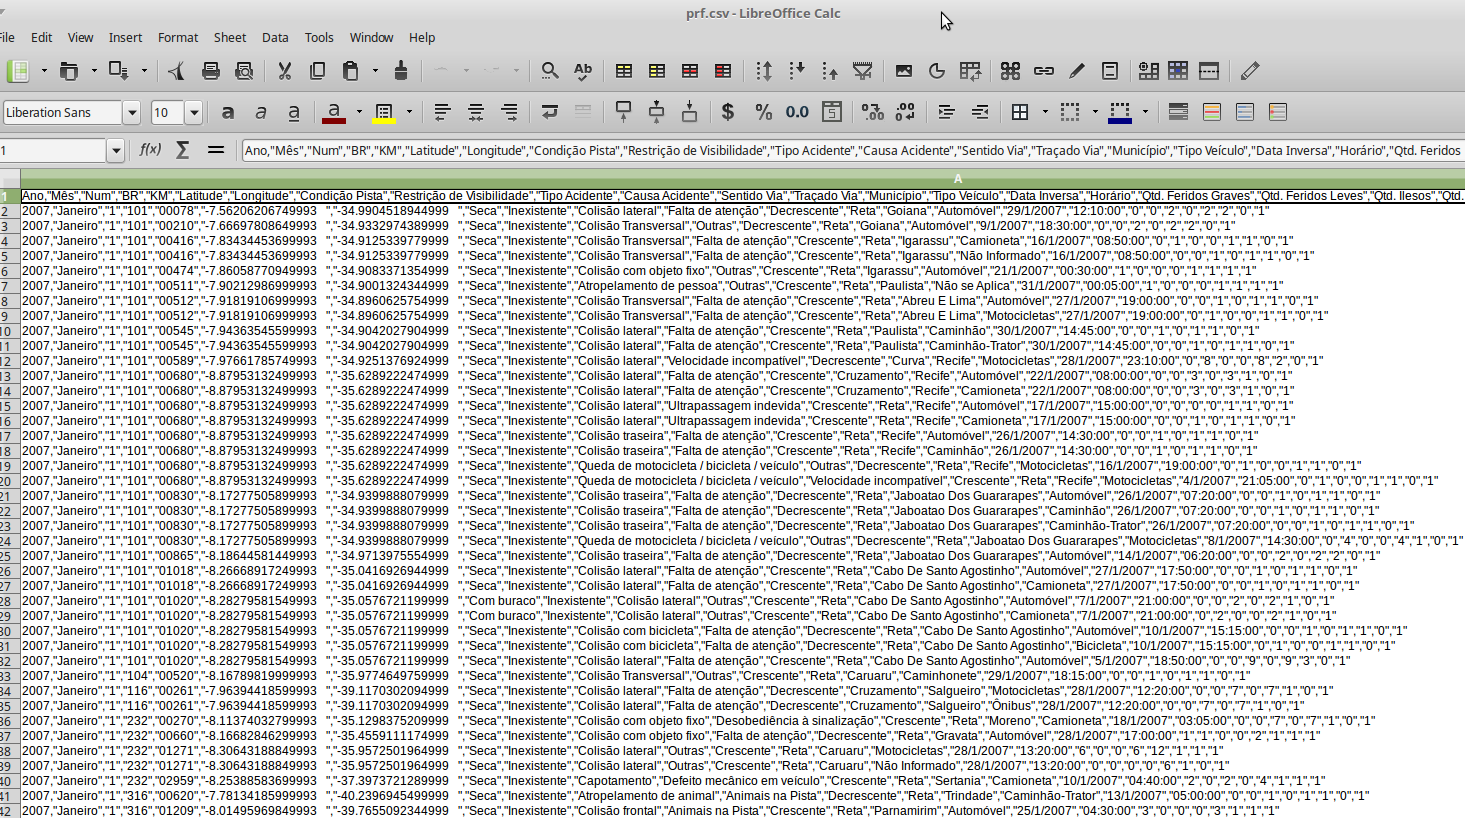 prf.csv - LibreOffice Calc
File Edit View Insert Format Sheet Data Tools Window Help
Liberation Sans 10
f(x) Σ = Ano,"Mês","Num","BR","KM","Latitude","Longitude","Condição Pista","Restrição de Visibilidade","Tipo Acidente","Causa Acidente","Sentido Via","Traçado Via","Município","Tipo Veículo","Data Inversa","Horário","Qtd. Feridos
A
1 Ano,"Mês","Num","BR","KM","Latitude","Longitude","Condição Pista","Restrição de Visibilidade","Tipo Acidente","Causa Acidente","Sentido Via","Traçado Via","Município","Tipo Veículo","Data Inversa","Horário","Qtd. Feridos Graves","Qtd. Feridos Leves","Qtd. Ilesos","Qtd.
2 2007,"Janeiro","1","101","00078","-7.56206206749993 ","-34.9904518944999 ","Seca","Inexistente","Colisão lateral","Falta de atenção","Decrescente","Reta","Goiana","Automóvel","29/1/2007","12:10:00","0","0","2","0","2","2","0","1"
3 2007,"Janeiro","1","101","00210","-7.66697808649993 ","-34.9332974389999 ","Seca","Inexistente","Colisão Transversal","Outras","Decrescente","Reta","Goiana","Automóvel","9/1/2007","18:30:00","0","0","2","0","2","2","0","1"
4 2007,"Janeiro","1","101","00416","-7.83434453699993 ","-34.9125339779999 ","Seca","Inexistente","Colisão Transversal","Falta de atenção","Crescente","Reta","Igarassu","Camioneta","16/1/2007","08:50:00","0","1","0","0","1","1","0","1"
5 2007,"Janeiro","1","101","00416","-7.83434453699993 ","-34.9125339779999 ","Seca","Inexistente","Colisão Transversal","Falta de atenção","Crescente","Reta","Igarassu","Não Informado","16/1/2007","08:50:00","0","0","1","0","1","1","0","1"
6 2007,"Janeiro","1","101","00474","-7.86058770949993 ","-34.9083371354999 ","Seca","Inexistente","Colisão com objeto fixo","Outras","Crescente","Reta","Igarassu","Automóvel","21/1/2007","00:30:00","1","0","0","0","1","1","1","1"
7 2007,"Janeiro","1","101","00511","-7.90212986999993 ","-34.9001324344999 ","Seca","Inexistente","Atropelamento de pessoa","Outras","Crescente","Reta","Paulista","Não se Aplica","31/1/2007","00:05:00","1","0","0","0","1","1","1","1"
8 2007,"Janeiro","1","101","00512","-7.91819106999993 ","-34.8960625754999 ","Seca","Inexistente","Colisão Transversal","Falta de atenção","Crescente","Reta","Abreu E Lima","Automóvel","27/1/2007","19:00:00","0","0","1","0","1","1","0","1"
9 2007,"Janeiro","1","101","00512","-7.91819106999993 ","-34.8960625754999 ","Seca","Inexistente","Colisão Transversal","Falta de atenção","Crescente","Reta","Abreu E Lima","Motocicletas","27/1/2007","19:00:00","0","1","0","0","1","1","0","1"
10 2007,"Janeiro","1","101","00545","-7.94363545599993 ","-34.9042027904999 ","Seca","Inexistente","Colisão lateral","Falta de atenção","Crescente","Reta","Paulista","Caminhão","30/1/2007","14:45:00","0","0","1","0","1","1","0","1"
11 2007,"Janeiro","1","101","00545","-7.94363545599993 ","-34.9042027904999 ","Seca","Inexistente","Colisão lateral","Falta de atenção","Crescente","Reta","Paulista","Caminhão-Trator","30/1/2007","14:45:00","0","0","1","0","1","1","0","1"
12 2007,"Janeiro","1","101","00589","-7.97661785749993 ","-34.9251376924999 ","Seca","Inexistente","Colisão lateral","Velocidade incompatível","Decrescente","Curva","Recife","Motocicletas","28/1/2007","23:10:00","0","8","0","0","8","2","0","1"
13 2007,"Janeiro","1","101","00680","-8.87953132499993 ","-35.6289222474999 ","Seca","Inexistente","Colisão lateral","Falta de atenção","Crescente","Cruzamento","Recife","Automóvel","22/1/2007","08:00:00","0","0","3","0","3","1","0","1"
14 2007,"Janeiro","1","101","00680","-8.87953132499993 ","-35.6289222474999 ","Seca","Inexistente","Colisão lateral","Falta de atenção","Crescente","Cruzamento","Recife","Camioneta","22/1/2007","08:00:00","0","0","3","0","3","1","0","1"
15 2007,"Janeiro","1","101","00680","-8.87953132499993 ","-35.6289222474999 ","Seca","Inexistente","Colisão lateral","Ultrapassagem indevida","Crescente","Reta","Recife","Automóvel","17/1/2007","15:00:00","0","0","0","0","1","1","0","1"
16 2007,"Janeiro","1","101","00680","-8.87953132499993 ","-35.6289222474999 ","Seca","Inexistente","Colisão lateral","Ultrapassagem indevida","Crescente","Reta","Recife","Camioneta","17/1/2007","15:00:00","0","0","1","0","1","1","0","1"
17 2007,"Janeiro","1","101","00680","-8.87953132499993 ","-35.6289222474999 ","Seca","Inexistente","Colisão traseira","Falta de atenção","Crescente","Reta","Recife","Automóvel","26/1/2007","14:30:00","0","0","1","0","1","1","0","1"
18 2007,"Janeiro","1","101","00680","-8.87953132499993 ","-35.6289222474999 ","Seca","Inexistente","Colisão traseira","Falta de atenção","Crescente","Reta","Recife","Caminhão","26/1/2007","14:30:00","0","0","1","0","1","1","0","1"
19 2007,"Janeiro","1","101","00680","-8.87953132499993 ","-35.6289222474999 ","Seca","Inexistente","Queda de motocicleta / bicicleta / veículo","Outras","Decrescente","Reta","Recife","Motocicletas","16/1/2007","19:00:00","0","1","0","0","1","1","0","1"
20 2007,"Janeiro","1","101","00680","-8.87953132499993 ","-35.6289222474999 ","Seca","Inexistente","Queda de motocicleta / bicicleta / veículo","Velocidade incompatível","Crescente","Reta","Recife","Motocicletas","4/1/2007","21:05:00","0","1","0","0","1","1","0","1"
21 2007,"Janeiro","1","101","00830","-8.17277505899993 ","-34.9399888079999 ","Seca","Inexistente","Colisão traseira","Falta de atenção","Decrescente","Reta","Jaboatao Dos Guararapes","Automóvel","26/1/2007","07:20:00","0","0","1","0","1","1","0","1"
22 2007,"Janeiro","1","101","00830","-8.17277505899993 ","-34.9399888079999 ","Seca","Inexistente","Colisão traseira","Falta de atenção","Decrescente","Reta","Jaboatao Dos Guararapes","Caminhão","26/1/2007","07:20:00","0","0","1","0","1","1","0","1"
23 2007,"Janeiro","1","101","00830","-8.17277505899993 ","-34.9399888079999 ","Seca","Inexistente","Colisão traseira","Falta de atenção","Decrescente","Reta","Jaboatao Dos Guararapes","Caminhão-Trator","26/1/2007","07:20:00","0","0","1","0","1","1","0","1"
24 2007,"Janeiro","1","101","00830","-8.17277505899993 ","-34.9399888079999 ","Seca","Inexistente","Queda de motocicleta / bicicleta / veículo","Outras","Decrescente","Reta","Jaboatao Dos Guararapes","Motocicletas","8/1/2007","14:30:00","0","4","0","0","4","1","0","1"
25 2007,"Janeiro","1","101","00865","-8.18644581449993 ","-34.9713975554999 ","Seca","Inexistente","Colisão traseira","Falta de atenção","Decrescente","Reta","Jaboatao Dos Guararapes","Automóvel","14/1/2007","06:20:00","0","0","2","0","2","2","0","1"
26 2007,"Janeiro","1","101","01018","-8.26668917249993 ","-35.0416926944999 ","Seca","Inexistente","Colisão lateral","Falta de atenção","Crescente","Reta","Cabo De Santo Agostinho","Automóvel","27/1/2007","17:50:00","0","0","1","0","1","1","0","1"
27 2007,"Janeiro","1","101","01018","-8.26668917249993 ","-35.0416926944999 ","Seca","Inexistente","Colisão lateral","Falta de atenção","Crescente","Reta","Cabo De Santo Agostinho","Camioneta","27/1/2007","17:50:00","0","0","1","0","1","1","0","1"
28 2007,"Janeiro","1","101","01020","-8.28279581549993 ","-35.0576721199999 ","Com buraco","Inexistente","Colisão lateral","Outras","Crescente","Reta","Cabo De Santo Agostinho","Automóvel","7/1/2007","21:00:00","0","0","2","0","2","1","0","1"
29 2007,"Janeiro","1","101","01020","-8.28279581549993 ","-35.0576721199999 ","Com buraco","Inexistente","Colisão lateral","Outras","Crescente","Reta","Cabo De Santo Agostinho","Camioneta","7/1/2007","21:00:00","0","2","0","0","2","1","0","1"
30 2007,"Janeiro","1","101","01020","-8.28279581549993 ","-35.0576721199999 ","Seca","Inexistente","Colisão com bicicleta","Falta de atenção","Decrescente","Reta","Cabo De Santo Agostinho","Automóvel","10/1/2007","15:15:00","0","0","1","0","1","1","0","1"
31 2007,"Janeiro","1","101","01020","-8.28279581549993 ","-35.0576721199999 ","Seca","Inexistente","Colisão com bicicleta","Falta de atenção","Decrescente","Reta","Cabo De Santo Agostinho","Bicicleta","10/1/2007","15:15:00","0","1","0","0","1","1","0","1"
32 2007,"Janeiro","1","101","01020","-8.28279581549993 ","-35.0576721199999 ","Seca","Inexistente","Colisão lateral","Falta de atenção","Crescente","Reta","Cabo De Santo Agostinho","Automóvel","5/1/2007","18:50:00","0","0","9","0","9","3","0","1"
33 2007,"Janeiro","1","104","00520","-8.16789819999993 ","-35.9774649759999 ","Seca","Inexistente","Colisão Transversal","Outras","Crescente","Reta","Caruaru","Caminhonete","29/1/2007","18:15:00","0","0","1","0","1","1","0","1"
34 2007,"Janeiro","1","116","00261","-7.96394418599993 ","-39.1170302094999 ","Seca","Inexistente","Colisão lateral","Falta de atenção","Decrescente","Cruzamento","Salgueiro","Motocicletas","28/1/2007","12:20:00","0","0","7","0","7","1","0","1"
35 2007,"Janeiro","1","116","00261","-7.96394418599993 ","-39.1170302094999 ","Seca","Inexistente","Colisão lateral","Falta de atenção","Decrescente","Cruzamento","Salgueiro","Ônibus","28/1/2007","12:20:00","0","0","7","0","7","1","0","1"
36 2007,"Janeiro","1","232","00270","-8.11374032799993 ","-35.1298375209999 ","Seca","Inexistente","Colisão com objeto fixo","Desobediência à sinalização","Crescente","Reta","Moreno","Camioneta","18/1/2007","03:05:00","0","0","7","0","7","1","0","1"
37 2007,"Janeiro","1","232","00660","-8.16682846299993 ","-35.4559111174999 ","Seca","Inexistente","Colisão com objeto fixo","Falta de atenção","Decrescente","Reta","Gravata","Automóvel","28/1/2007","17:00:00","1","1","0","0","2","1","1","1"
38 2007,"Janeiro","1","232","01271","-8.30643188849993 ","-35.9572501964999 ","Seca","Inexistente","Colisão lateral","Outras","Crescente","Reta","Caruaru","Motocicletas","28/1/2007","13:20:00","6","0","0","6","12","1","1","1"
39 2007,"Janeiro","1","232","01271","-8.30643188849993 ","-35.9572501964999 ","Seca","Inexistente","Colisão lateral","Outras","Crescente","Reta","Caruaru","Não Informado","28/1/2007","13:20:00","0","0","0","0","6","1","0","1"
40 2007,"Janeiro","1","232","02959","-8.25388583699993 ","-37.3973721289999 ","Seca","Inexistente","Capotamento","Defeito mecânico em veículo","Crescente","Reta","Sertania","Camioneta","10/1/2007","04:40:00","2","0","2","0","4","1","1","1"
41 2007,"Janeiro","1","316","00620","-7.78134185999993 ","-40.2396945499999 ","Seca","Inexistente","Atropelamento de animal","Animais na Pista","Decrescente","Reta","Trindade","Caminhão-Trator","13/1/2007","05:00:00","0","0","1","0","1","1","0","1"
42 2007,"Janeiro","1","316","01209","-8.01495969849993 ","-39.7655092344999 ","Seca","Inexistente","Colisão frontal","Animais na Pista","Crescente","Reta","Parnamirim","Automóvel","25/1/2007","04:30:00","3","0","0","0","3","1","1","1"